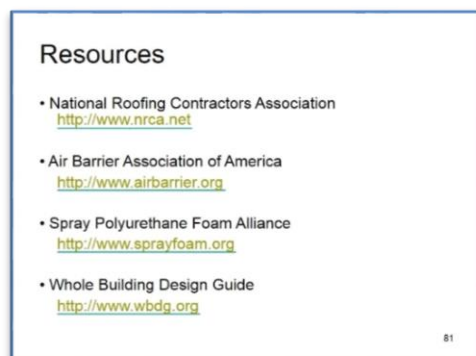 Resources
• National Roofing Contractors Association
http://www.nrca.net
• Air Barrier Association of America
http://www.airbarrier.org
• Spray Polyurethane Foam Alliance
http://www.sprayfoam.org
• Whole Building Design Guide
http://www.wbdg.org
81